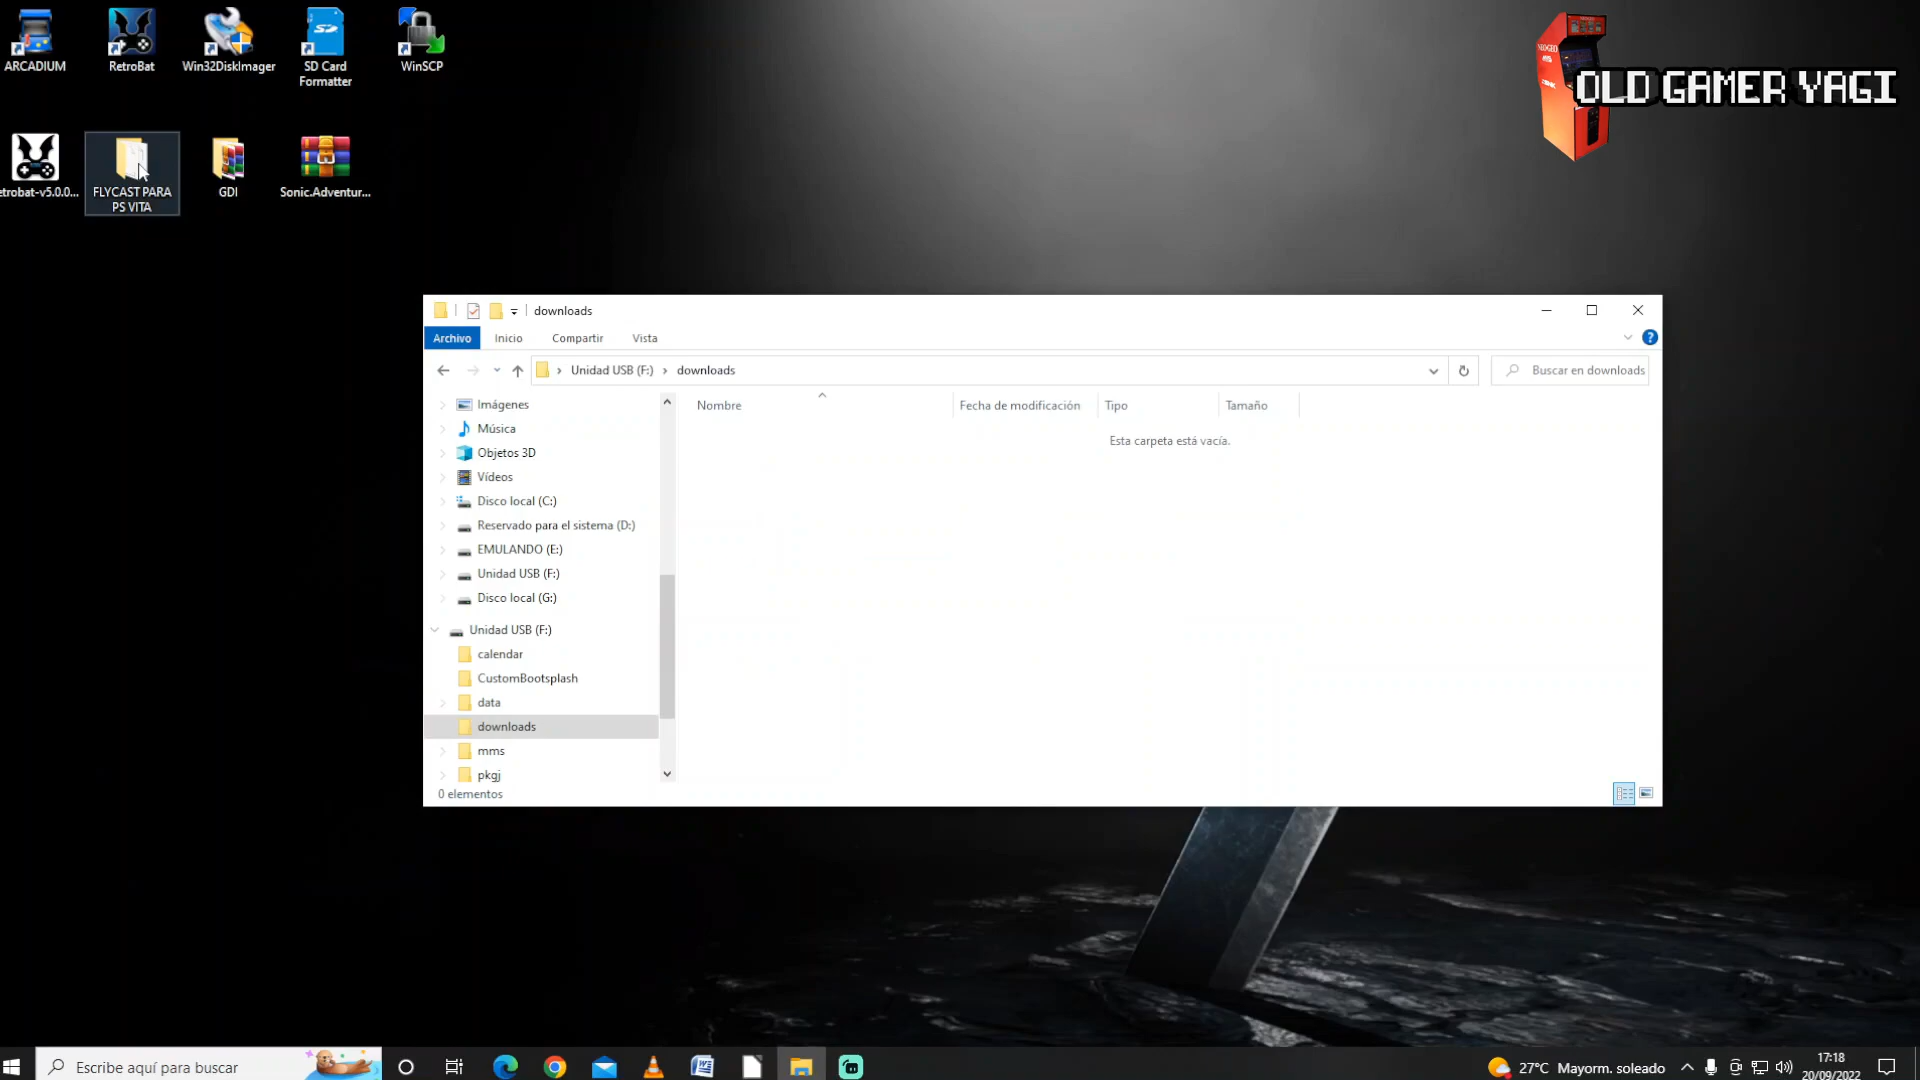 ARCADIUM
RetroBat
Win32DiskImager
SD Card
Formatter
WinSCP
OLD GAMER YAGI
etrobat-v5.0.0...
FLYCAST PARA
PS VITA
GDI
Sonic.Adventur...
downloads
Archivo
Inicio
Compartir
Vista
Unidad USB (F:) > downloads
Buscar en downloads
Nombre
Fecha de modificación
Tipo
Tamaño
Esta carpeta está vacía.
Imágenes
Música
Objetos 3D
Vídeos
Disco local (C:)
Reservado para el sistema (D:)
EMULANDO (E:)
Unidad USB (F:)
Disco local (G:)
Unidad USB (F:)
calendar
CustomBootsplash
data
downloads
mms
pkgj
0 elementos
Escribe aquí para buscar
27°C Mayorm. soleado
17:18
20/09/2022